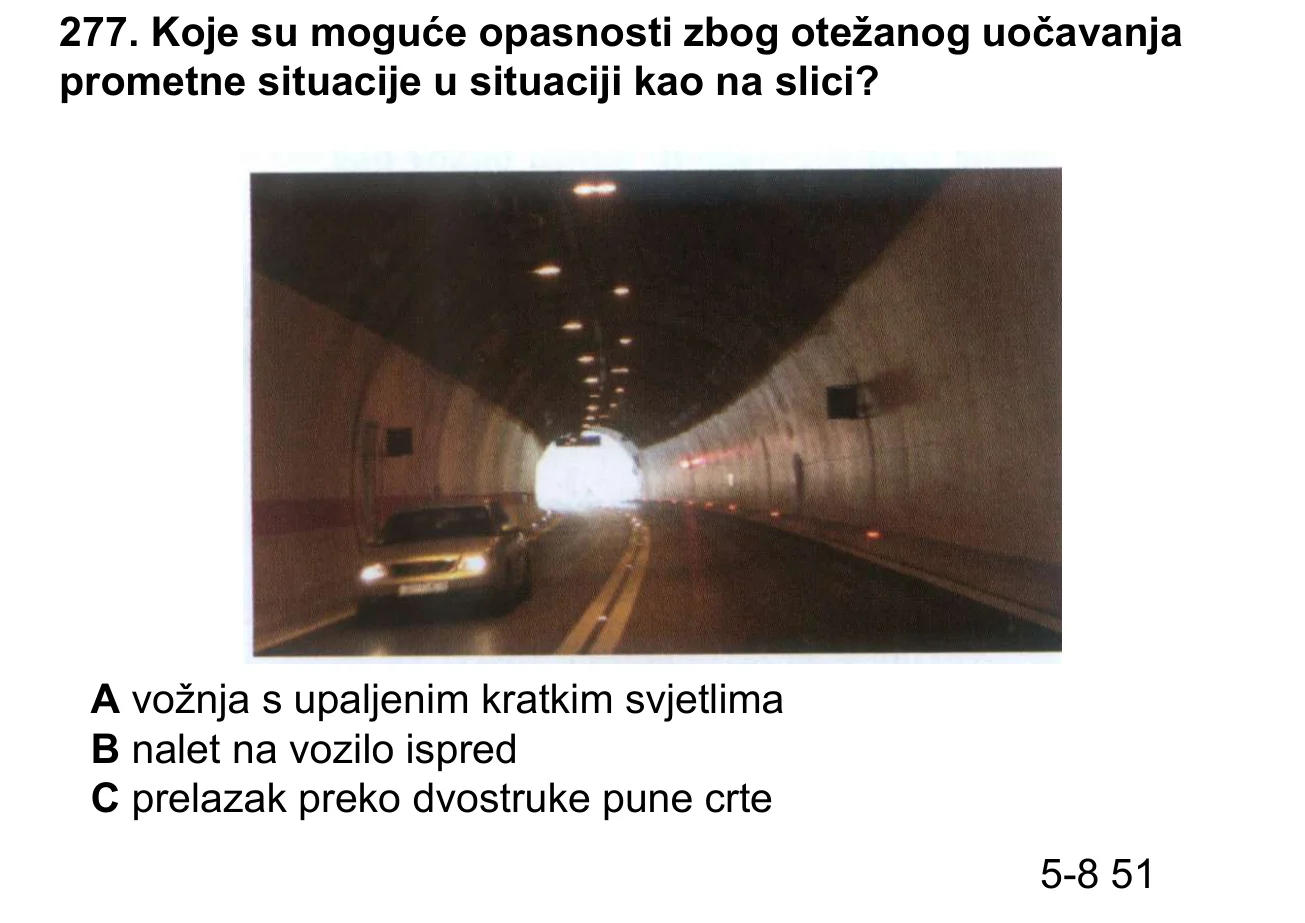 277. Koje su moguće opasnosti zbog otežanog uočavanja
prometne situacije u situaciji kao na slici?
A vožnja s upaljenim kratkim svjetlima
B nalet na vozilo ispred
C prelazak preko dvostruke pune crte
5-8 51